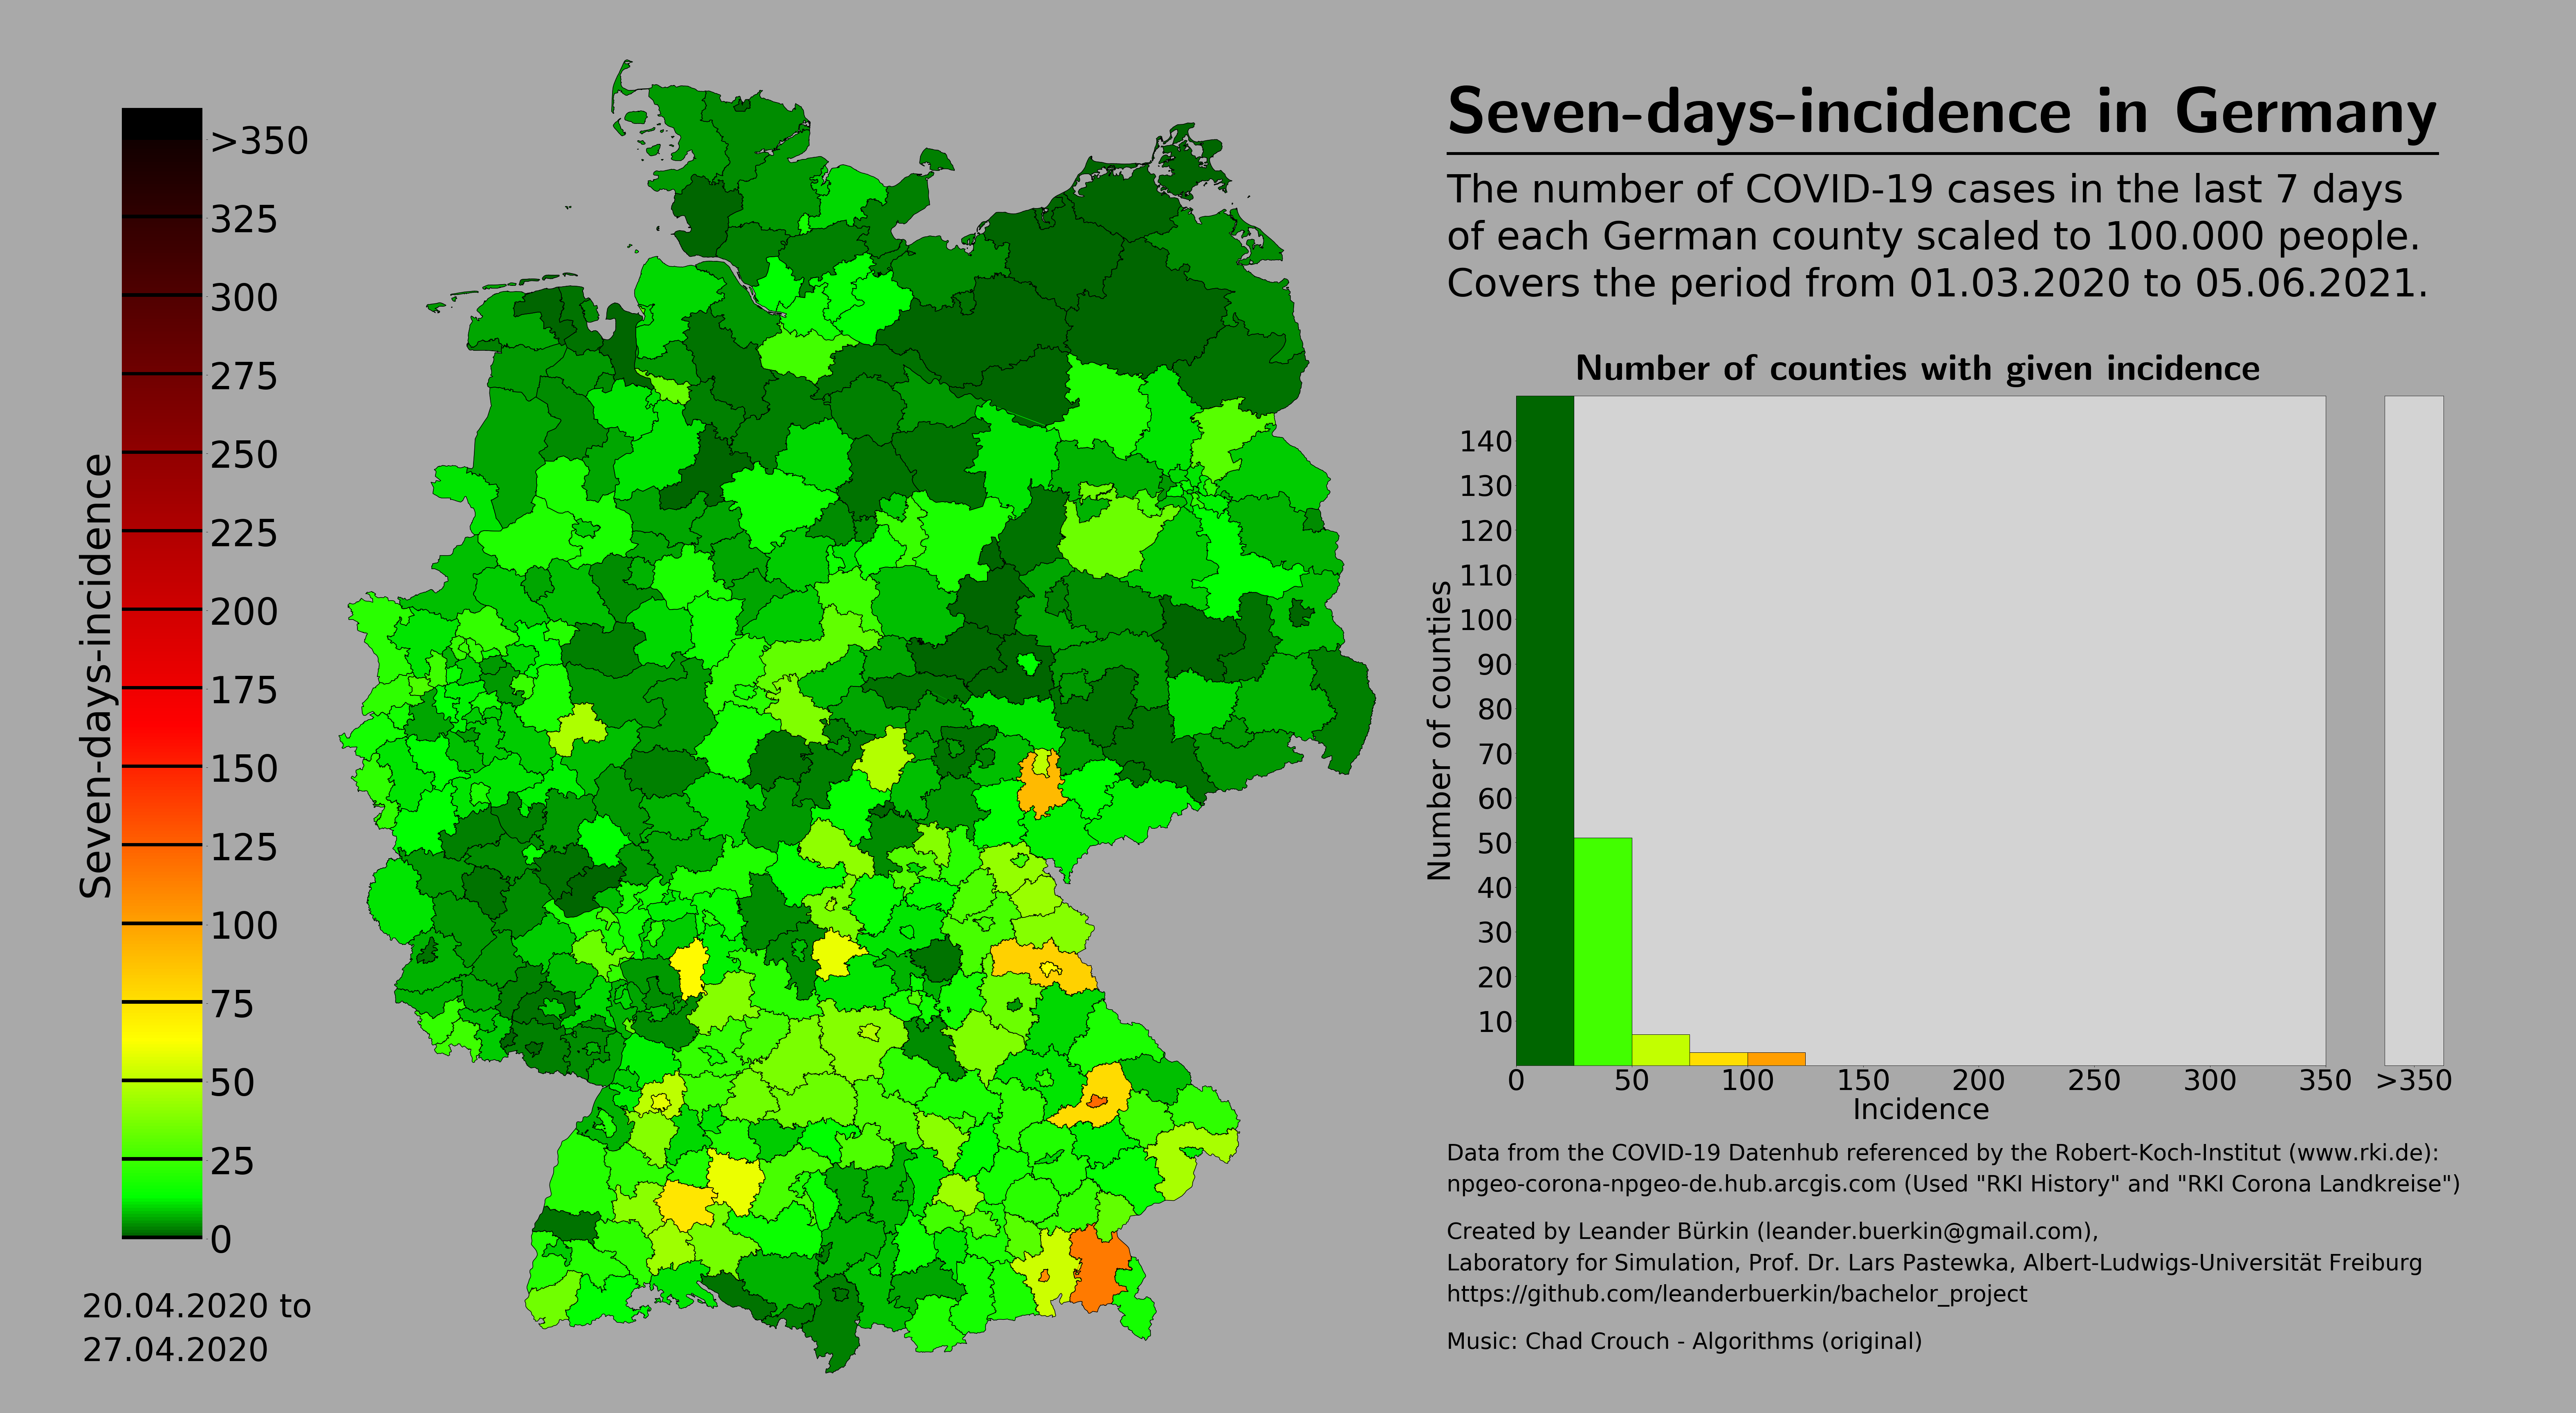 Seven-days-incidence in Germany
The number of COVID-19 cases in the last 7 days
of each German county scaled to 100.000 people.
Covers the period from 01.03.2020 to 05.06.2021.
>350
325
300
275
250
225
200
175
150
125
100
75
50
25
0
Seven-days-incidence
20.04.2020 to
27.04.2020
Number of counties with given incidence
140
130
120
110
100
90
80
70
60
50
40
30
20
10
Number of counties
0 50 100 150 200 250 300 350 >350
Incidence
Data from the COVID-19 Datenhub referenced by the Robert-Koch-Institut (www.rki.de):
npgeo-corona-npgeo-de.hub.arcgis.com (Used "RKI History" and "RKI Corona Landkreise")
Created by Leander Bürkin (leander.buerkin@gmail.com),
Laboratory for Simulation, Prof. Dr. Lars Pastewka, Albert-Ludwigs-Universität Freiburg
https://github.com/leanderbuerkin/bachelor_project
Music: Chad Crouch - Algorithms (original)